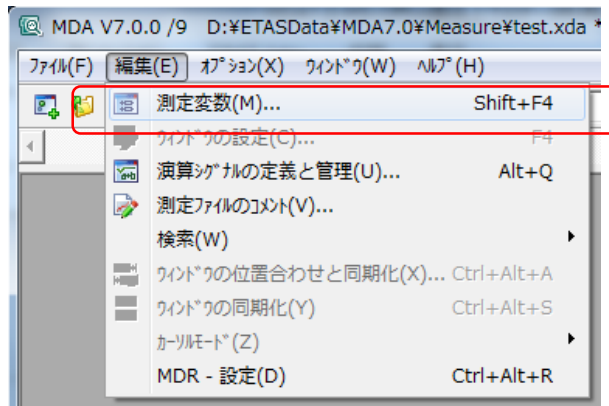 MDA V7.0.0 /9 D:¥ETASData¥MDA7.0¥Measure¥test.xda *
ﾌｧｲﾙ(F) 編集(E) ｵﾌﾟｼｮﾝ(X) ｳｨﾝﾄﾞｳ(W) ﾍﾙﾌﾟ(H)
測定変数(M)... Shift+F4
ｳｨﾝﾄﾞｳの設定(C)... F4
演算ｼｸﾞﾅﾙの定義と管理(U)... Alt+Q
測定ﾌｧｲﾙのｺﾒﾝﾄ(V)...
検索(W)
ｳｨﾝﾄﾞｳの位置合わせと同期化(X)... Ctrl+Alt+A
ｳｨﾝﾄﾞｳの同期化(Y) Ctrl+Alt+S
ｶｰｿﾙﾓｰﾄﾞ(Z)
MDR - 設定(D) Ctrl+Alt+R